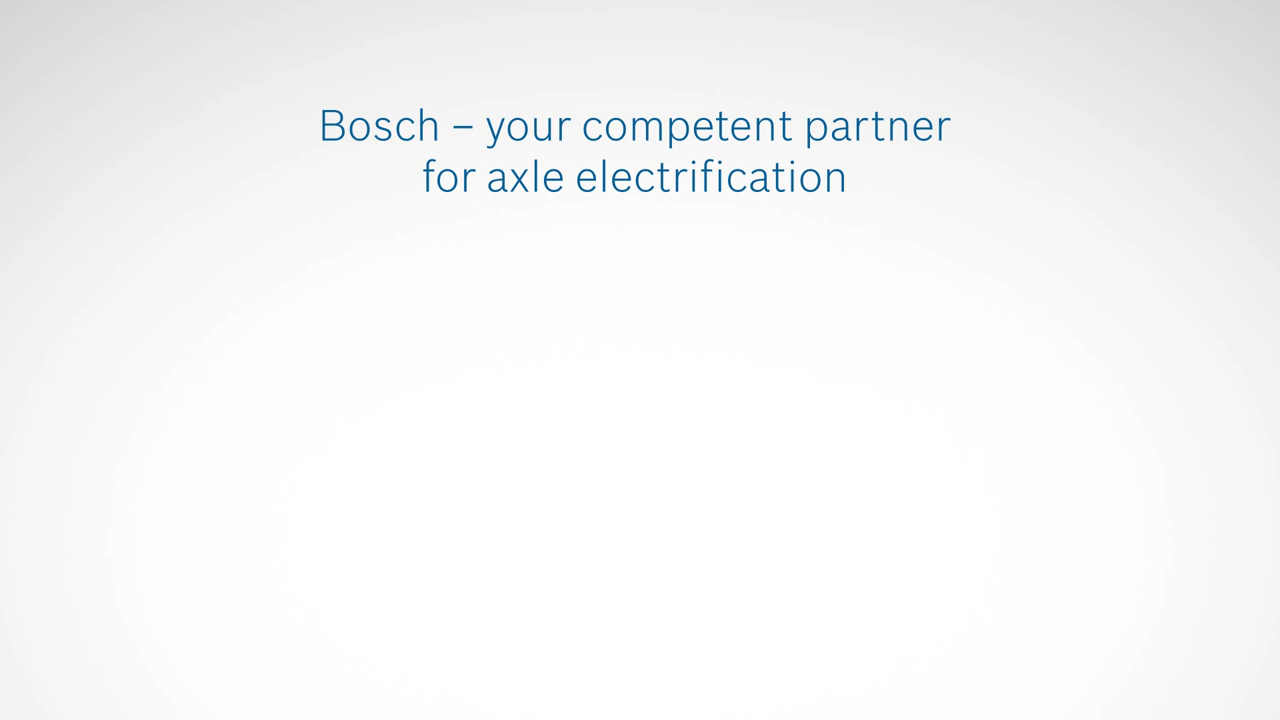 Bosch – your competent partner
for axle electrification